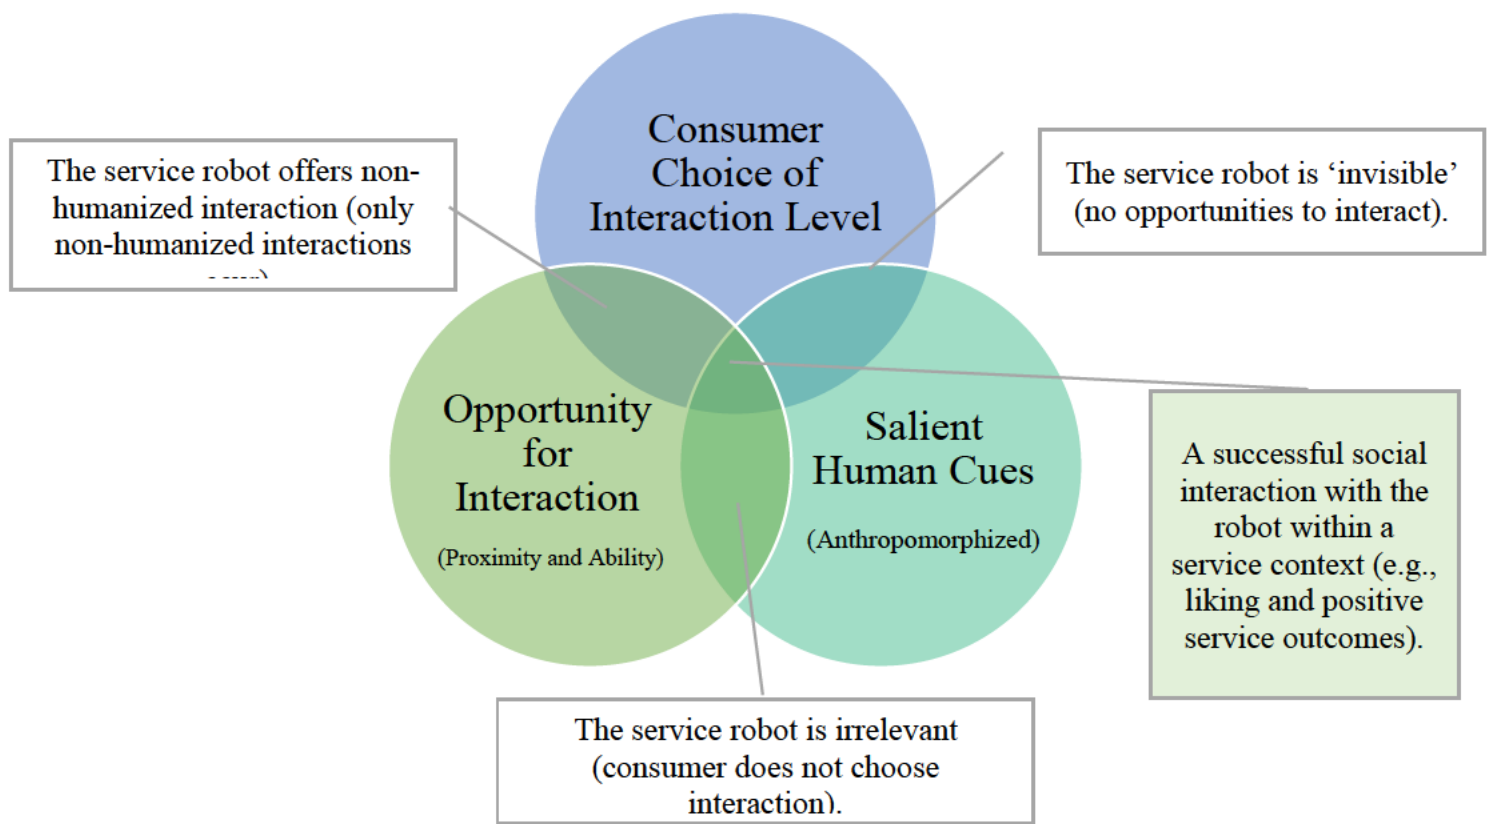 Consumer
Choice of
Interaction Level
The service robot offers non-
humanized interaction (only
non-humanized interactions
The service robot is ‘invisible’
(no opportunities to interact).
Opportunity
for
Interaction
(Proximity and Ability)
Salient
Human Cues
(Anthropomorphized)
A successful social
interaction with the
robot within a
service context (e.g.,
liking and positive
service outcomes).
The service robot is irrelevant
(consumer does not choose
interaction).